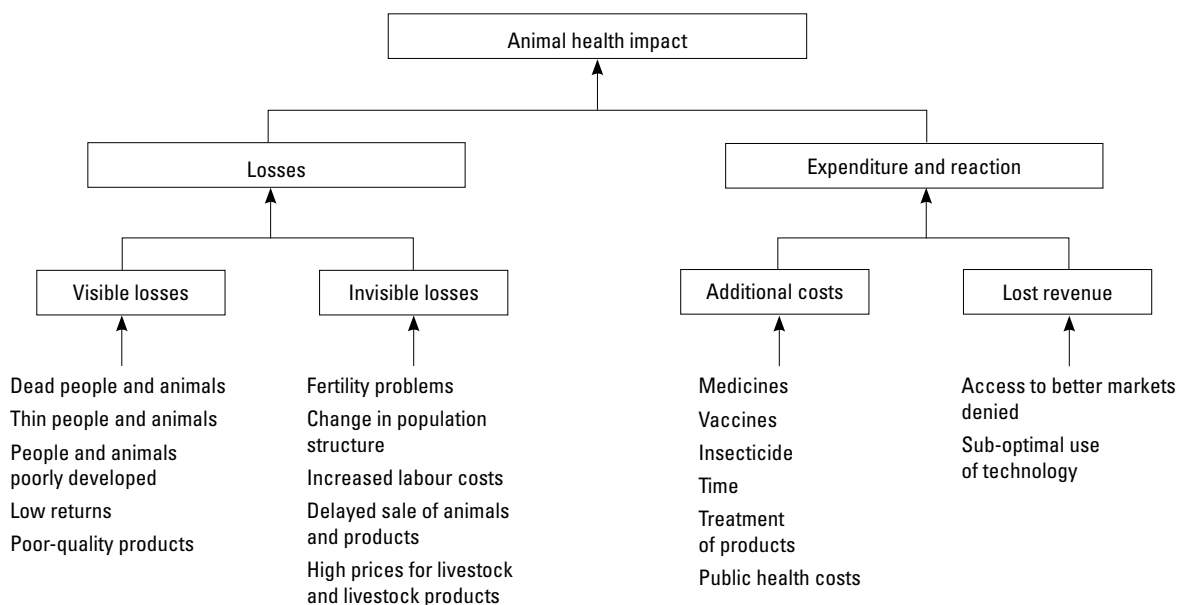 Animal health impact
Losses
Expenditure and reaction
Visible losses
Invisible losses
Additional costs
Lost revenue
Dead people and animals
Thin people and animals
People and animals
poorly developed
Low returns
Poor-quality products
Fertility problems
Change in population
structure
Increased labour costs
Delayed sale of animals
and products
High prices for livestock
and livestock products
Medicines
Vaccines
Insecticide
Time
Treatment
of products
Public health costs
Access to better markets
denied
Sub-optimal use
of technology